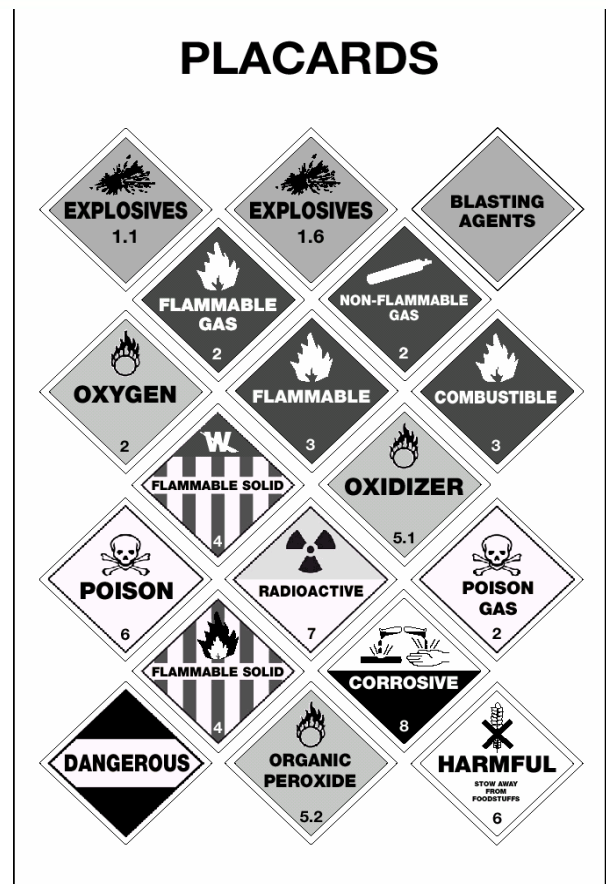 PLACARDS
EXPLOSIVES
1.1
EXPLOSIVES
1.6
BLASTING
AGENTS
FLAMMABLE
GAS
2
NON-FLAMMABLE
GAS
2
OXYGEN
2
FLAMMABLE
3
COMBUSTIBLE
3
W
FLAMMABLE SOLID
4
OXIDIZER
5.1
POISON
6
RADIOACTIVE
7
POISON
GAS
2
FLAMMABLE SOLID
4
CORROSIVE
8
DANGEROUS
ORGANIC
PEROXIDE
5.2
HARMFUL
STOW AWAY
FROM
FOODSTUFFS
6